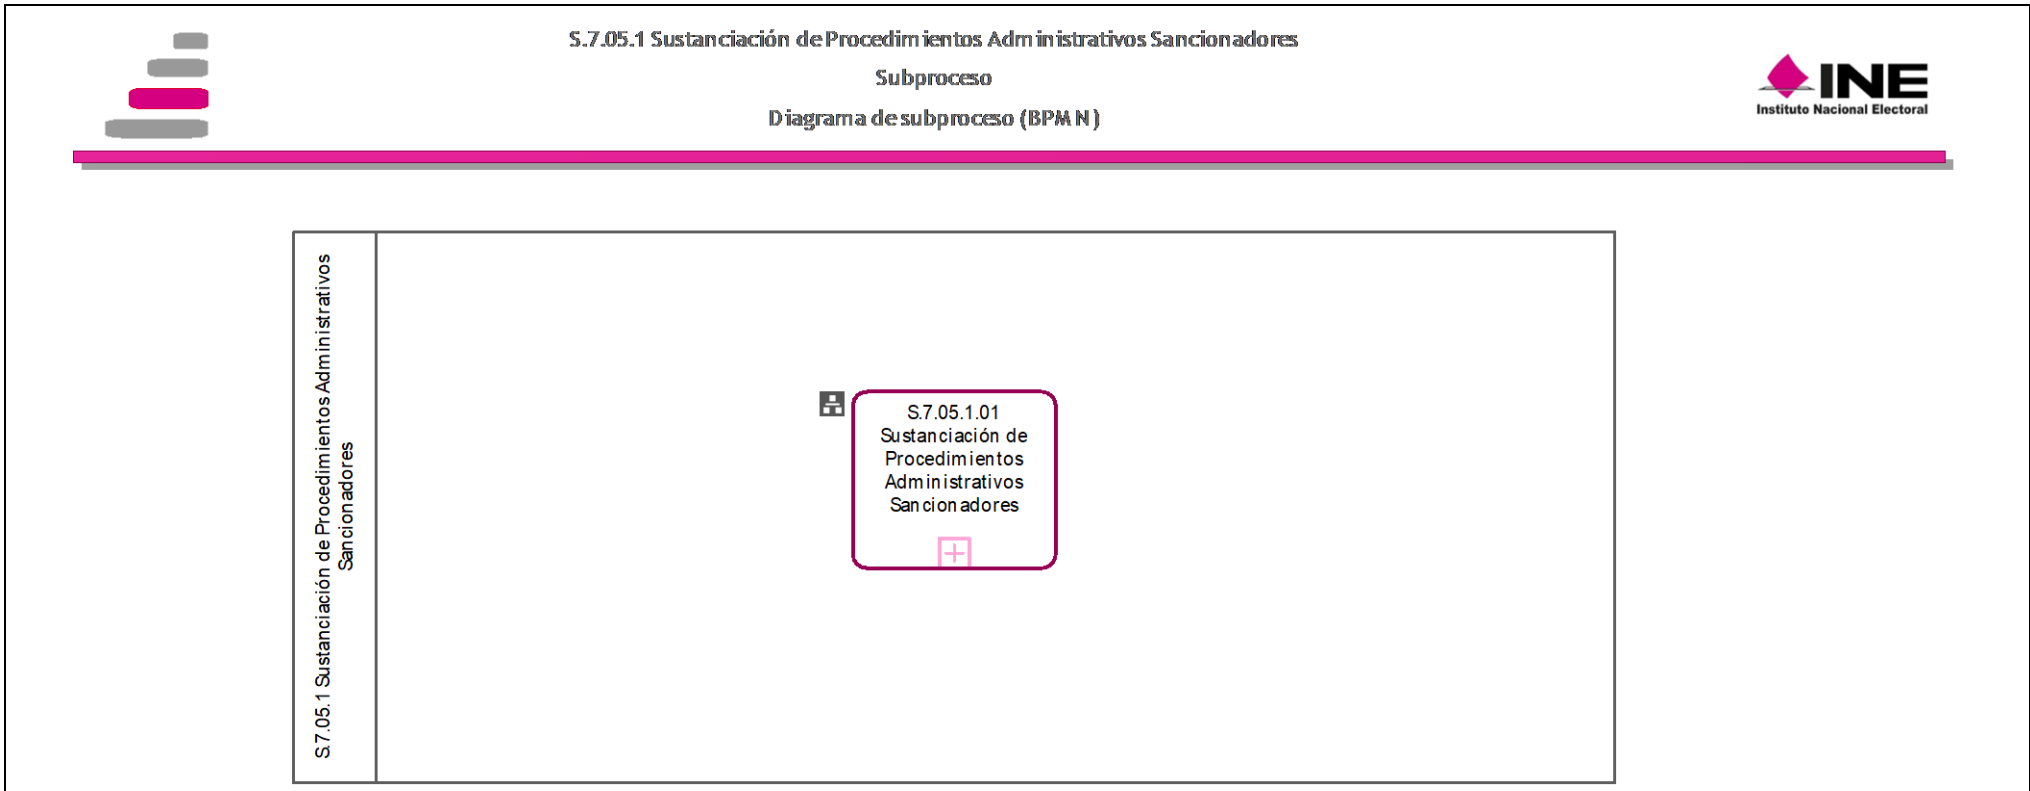 S.7.05.1 Sustanciación de Procedimientos Administrativos Sancionadores
Subproceso
Diagrama de subproceso (BPMN)
INE
Instituto Nacional Electoral
S.7.05.1 Sustanciación de Procedimientos Administrativos
Sancionadores
S.7.05.1.01
Sustanciación de
Procedimientos
Administrativos
Sancionadores